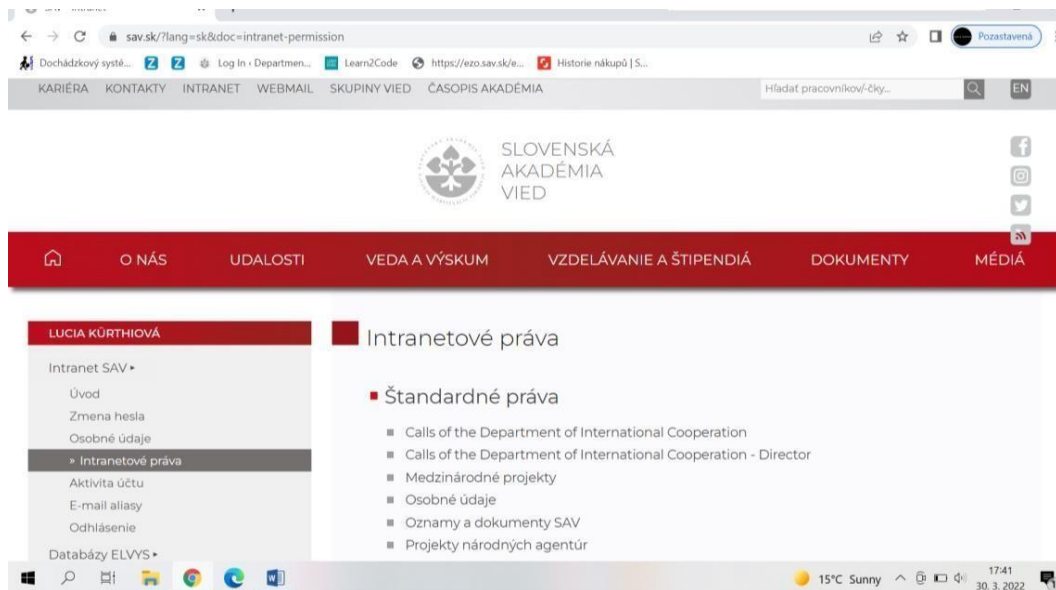 sav.sk/?lang=sk&doc=intranet-permission
Pozastavená
Dochádzkový systé...
Log In ‹ Departmen...
Learn2Code
https://ezo.sav.sk/e...
Historie nákupů | S...
KARIÉRA KONTAKTY INTRANET WEBMAIL SKUPINY VIED ČASOPIS AKADÉMIA
Hľadať pracovníkov/-čky...
EN
SLOVENSKÁ
AKADÉMIA
VIED
O NÁS UDALOSTI VEDA A VÝSKUM VZDELÁVANIE A ŠTIPENDIÁ DOKUMENTY MÉDIÁ
LUCIA KÜRTHIOVÁ
Intranet SAV
Úvod
Zmena hesla
Osobné údaje
» Intranetové práva
Aktivita účtu
E-mail aliasy
Odhlásenie
Databázy ELVYS
Intranetové práva
Štandardné práva
Calls of the Department of International Cooperation
Calls of the Department of International Cooperation - Director
Medzinárodné projekty
Osobné údaje
Oznamy a dokumenty SAV
Projekty národných agentúr
15°C Sunny
17:41
30. 3. 2022